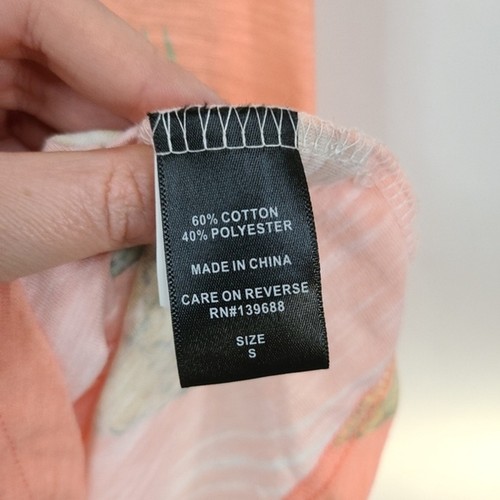 60% COTTON
40% POLYESTER
MADE IN CHINA
CARE ON REVERSE
RN#139688
SIZE
S